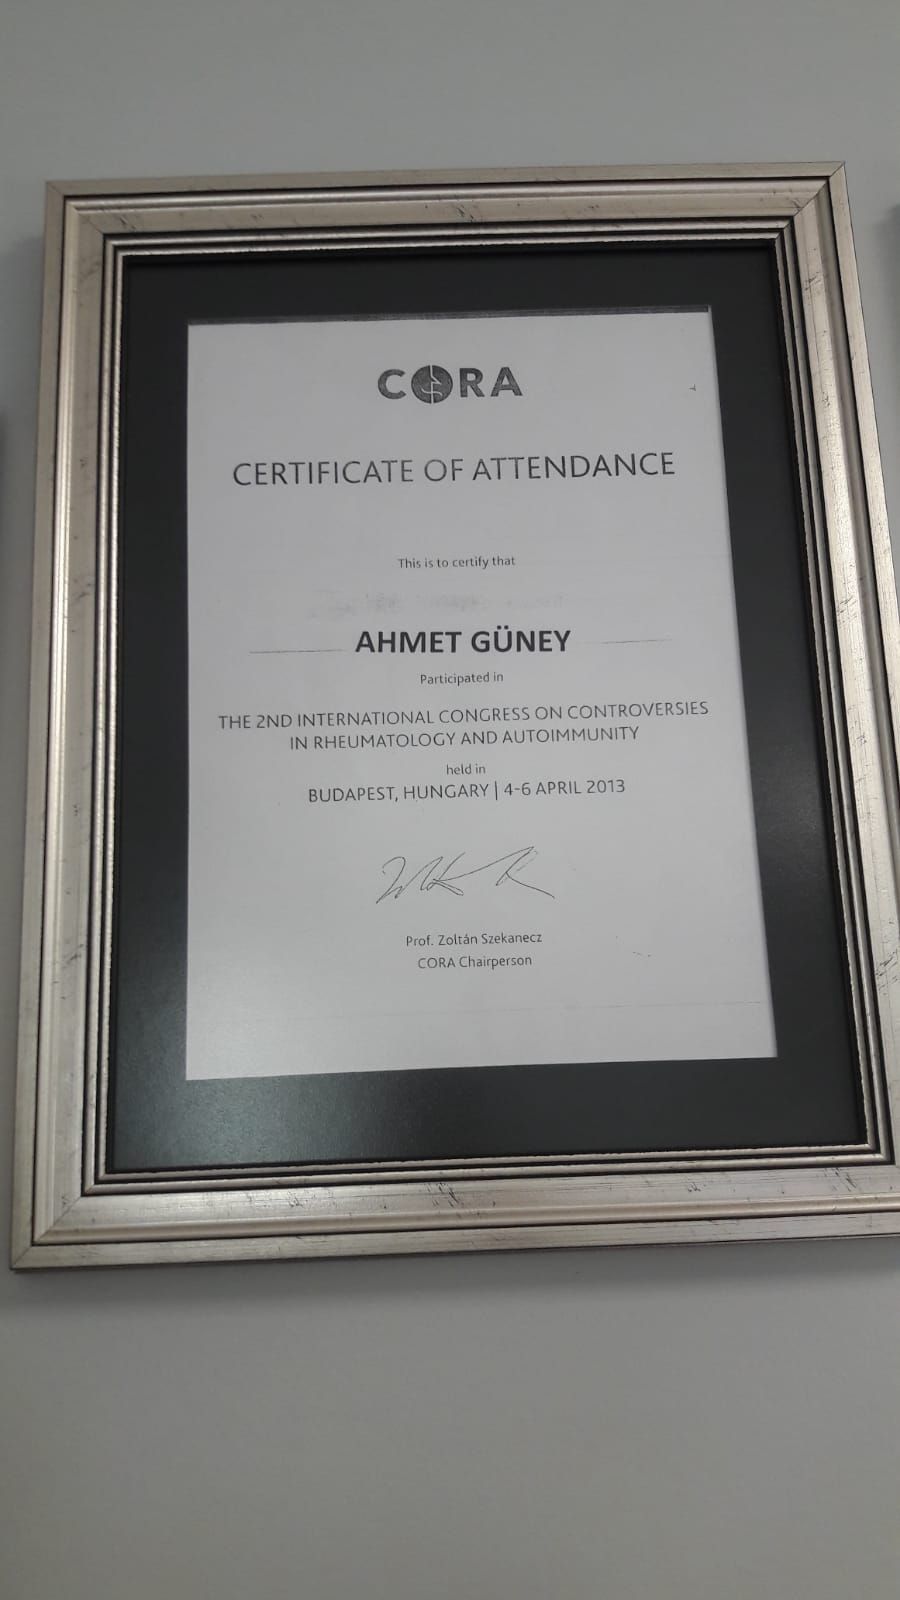 CORA
CERTIFICATE OF ATTENDANCE
This is to certify that
AHMET GÜNEY
Participated in
THE 2ND INTERNATIONAL CONGRESS ON CONTROVERSIES
IN RHEUMATOLOGY AND AUTOIMMUNITY
held in
BUDAPEST, HUNGARY | 4-6 APRIL 2013
Prof. Zoltán Szekanecz
CORA Chairperson